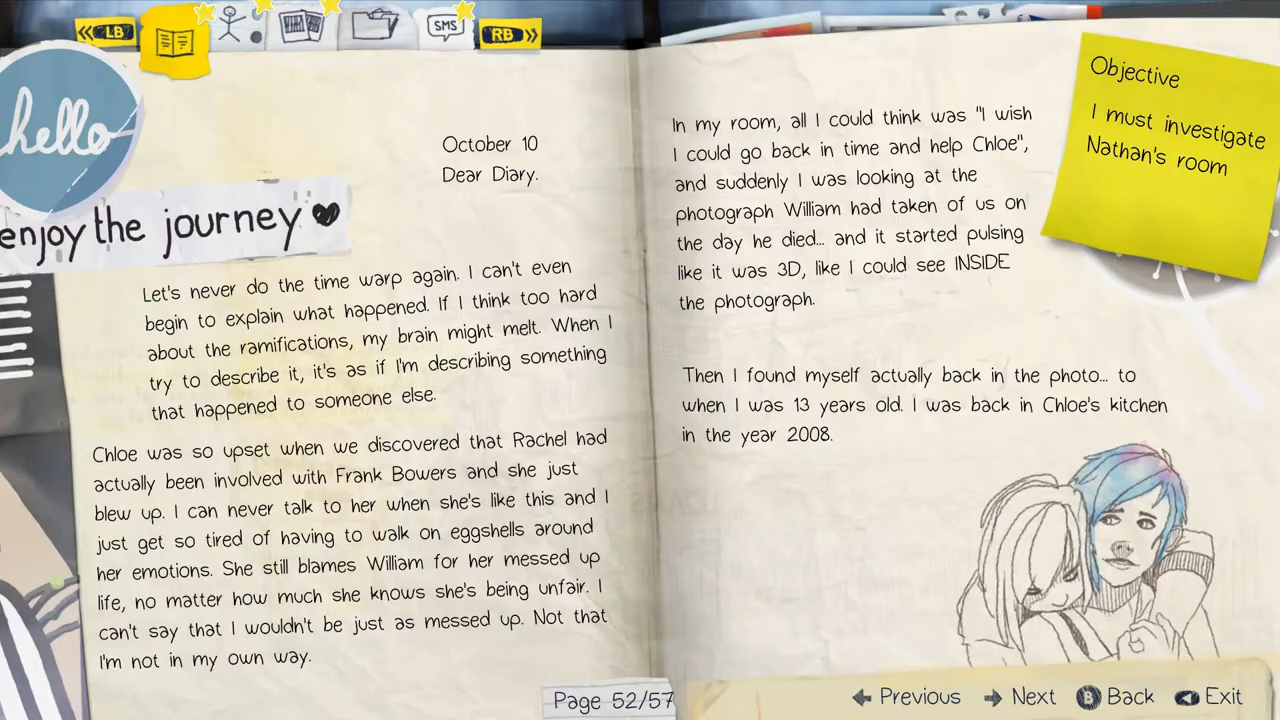 LB
SMS
RB
hello
enjoy the journey
October 10
Dear Diary.
Let's never do the time warp again. I can't even
begin to explain what happened. If I think too hard
about the ramifications, my brain might melt. When I
try to describe it, it's as if I'm describing something
that happened to someone else.
Chloe was so upset when we discovered that Rachel had
actually been involved with Frank Bowers and she just
blew up. I can never talk to her when she's like this and I
just get so tired of having to walk on eggshells around
her emotions. She still blames William for her messed up
life, no matter how much she knows she's being unfair. I
can't say that I wouldn't be just as messed up. Not that
I'm not in my own way.
In my room, all I could think was "I wish
I could go back in time and help Chloe",
and suddenly I was looking at the
photograph William had taken of us on
the day he died... and it started pulsing
like it was 3D, like I could see INSIDE
the photograph.
Then I found myself actually back in the photo... to
when I was 13 years old. I was back in Chloe's kitchen
in the year 2008.
Objective
I must investigate
Nathan's room
Page 52/57
Previous
Next
B Back
Exit